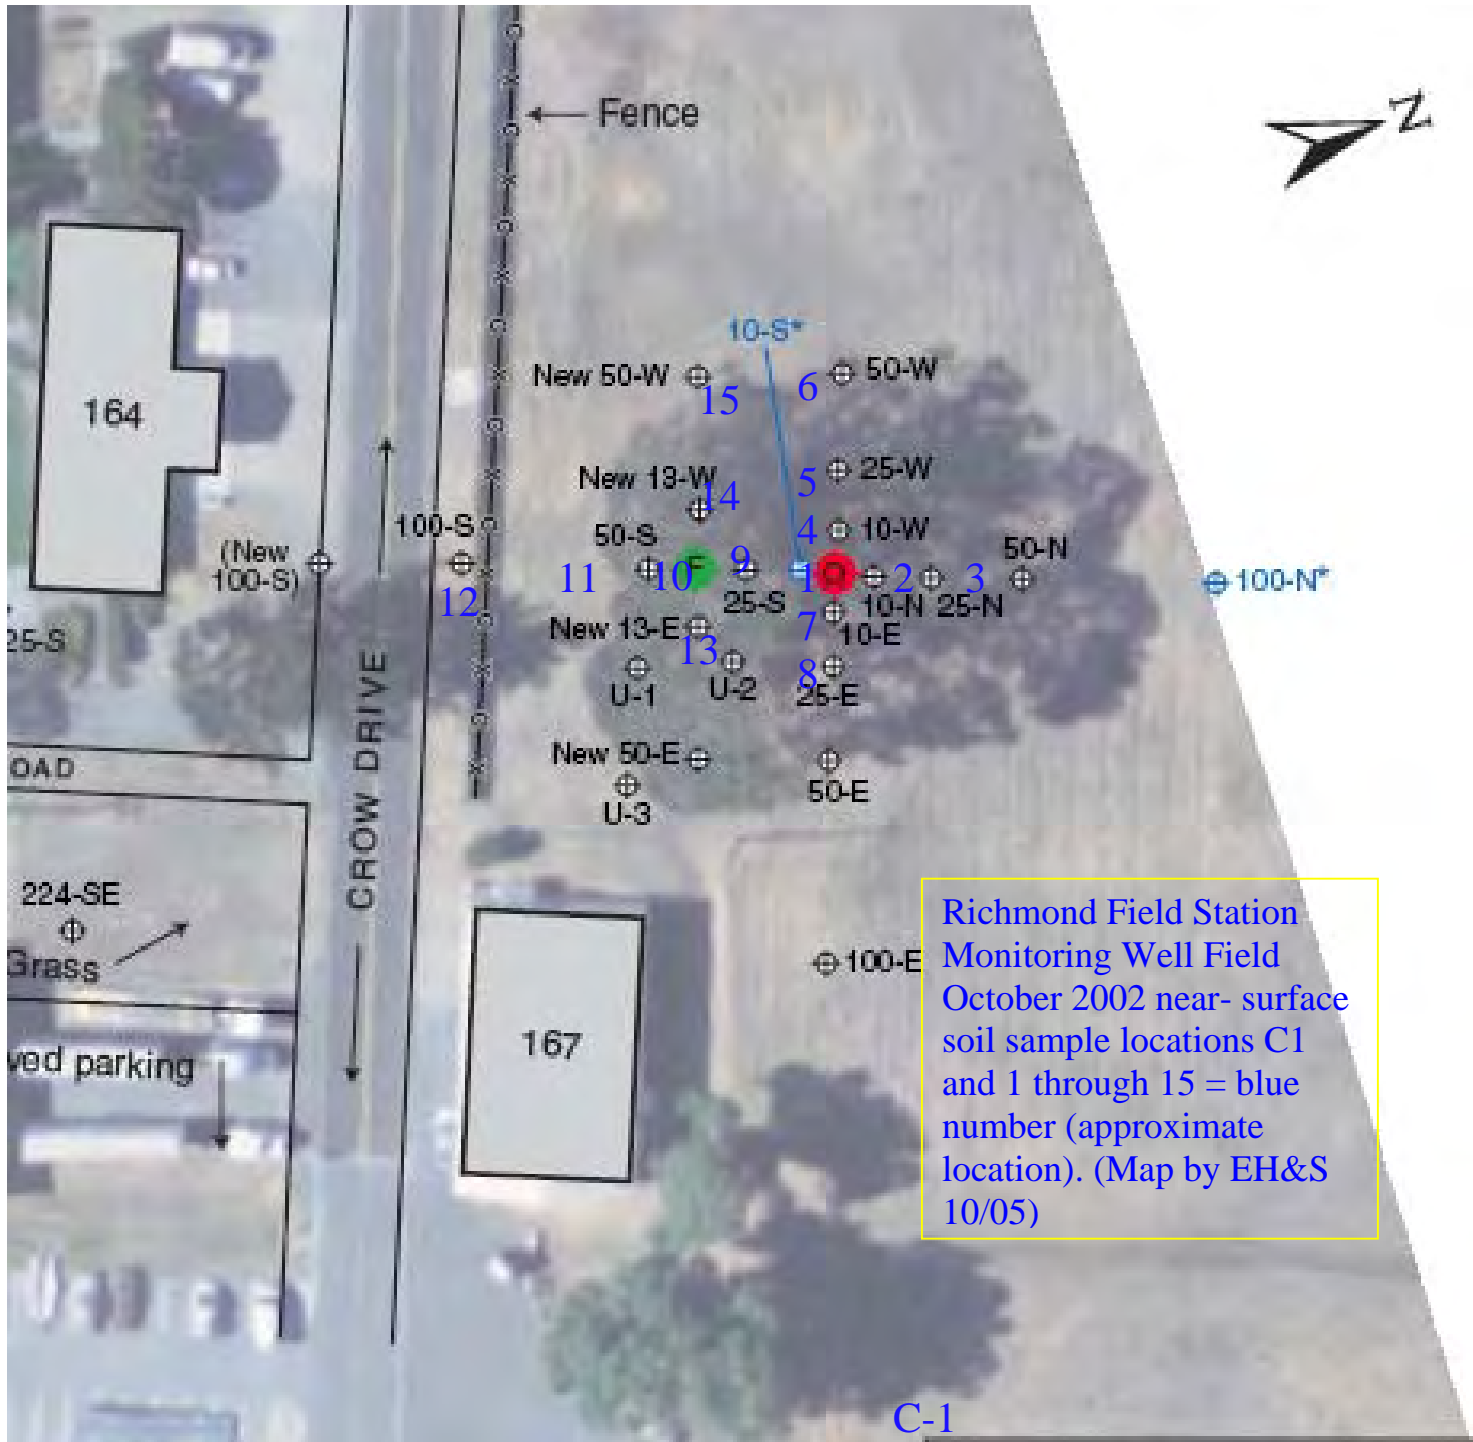 Fence
N
10-S*
New 50-W
50-W
15
6
164
New 13-W
25-W
14
5
100-S
50-S
4
10-W
(New
100-S)
50-N
9
11
10
1
2
3
100-N*
12
25-S
10-N
25-N
New 13-E
7
10-E
25-S
13
8
U-1
U-2
25-E
CROW DRIVE
New 50-E
OAD
50-E
U-3
224-SE
Grass
100-E
Richmond Field Station
Monitoring Well Field
October 2002 near- surface
soil sample locations C1
and 1 through 15 = blue
number (approximate
location). (Map by EH&S
10/05)
167
ved parking
C-1